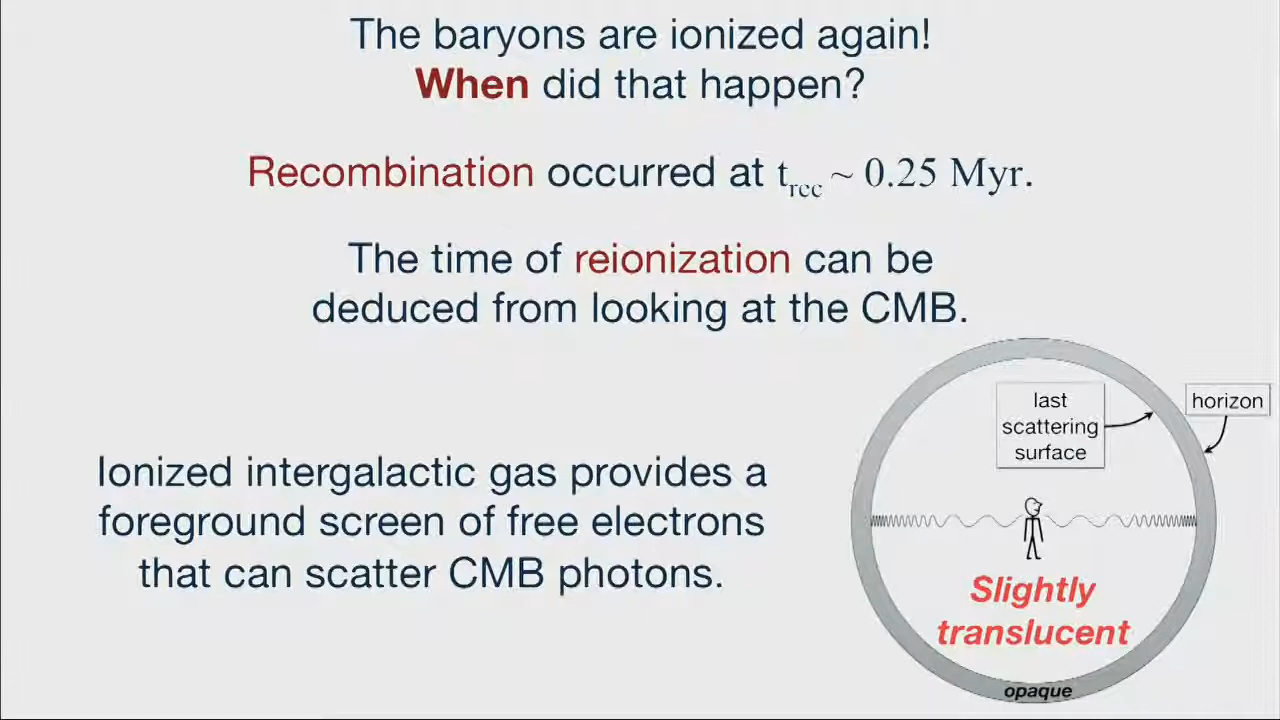 The baryons are ionized again!
When did that happen?
Recombination occurred at t_rec ~ 0.25 Myr.
The time of reionization can be
deduced from looking at the CMB.
Ionized intergalactic gas provides a
foreground screen of free electrons
that can scatter CMB photons.
last
scattering
surface
horizon
Slightly
translucent
opaque